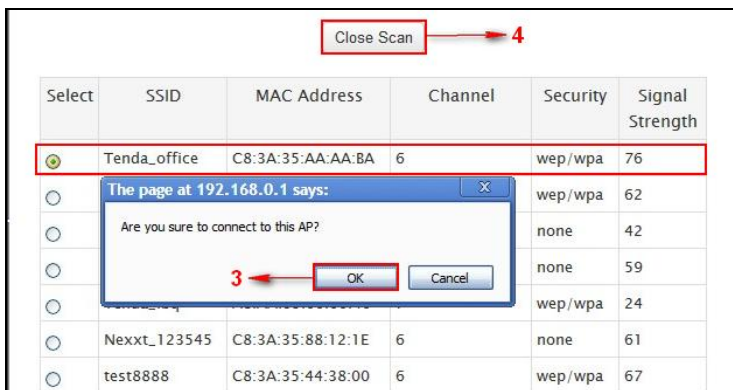 Close Scan 4
Select SSID MAC Address Channel Security Signal Strength
Tenda_office C8:3A:35:AA:AA:BA 6 wep/wpa 76
The page at 192.168.0.1 says: X
wep/wpa 62
Are you sure to connect to this AP?
none 42
3 OK Cancel
none 59
wep/wpa 24
Nexxt_123545 C8:3A:35:88:12:1E 6 none 61
test8888 C8:3A:35:44:38:00 6 wep/wpa 67